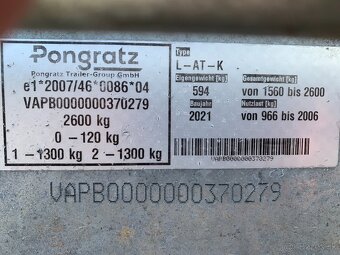 Pongratz
Pongratz Trailer-Group GmbH
e1*2007/46*0086*04
VAPB0000000370279
2600 kg
0 - 120 kg
1 - 1300 kg 2 - 1300 kg
Type
L-AT-K
Eigengewicht [kg] Gesamtgewicht [kg]
594 von 1560 bis 2600
Baujahr Nutzlast [kg]
2021 von 966 bis 2006
VAPB0000000370279
VAPB0000000370279